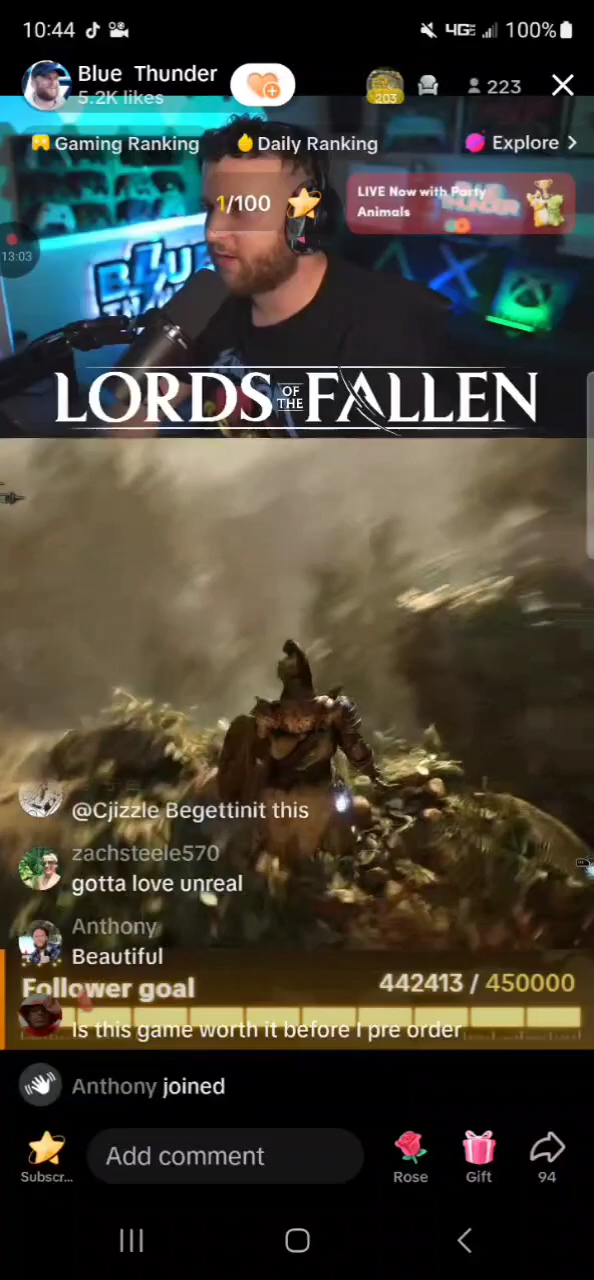 10:44
4GE
100%
Blue Thunder
5.2K likes
203
223
Gaming Ranking
Daily Ranking
Explore >
1/100
LIVE Now with Party
Animals
13:03
LORDS OF THE FALLEN
@Cjizzle Begettinit this
zachsteele570
gotta love unreal
Anthony
Beautiful
Follower goal
442413 / 450000
Is this game worth it before I pre order
Anthony joined
Subscr...
Add comment
Rose
Gift
94